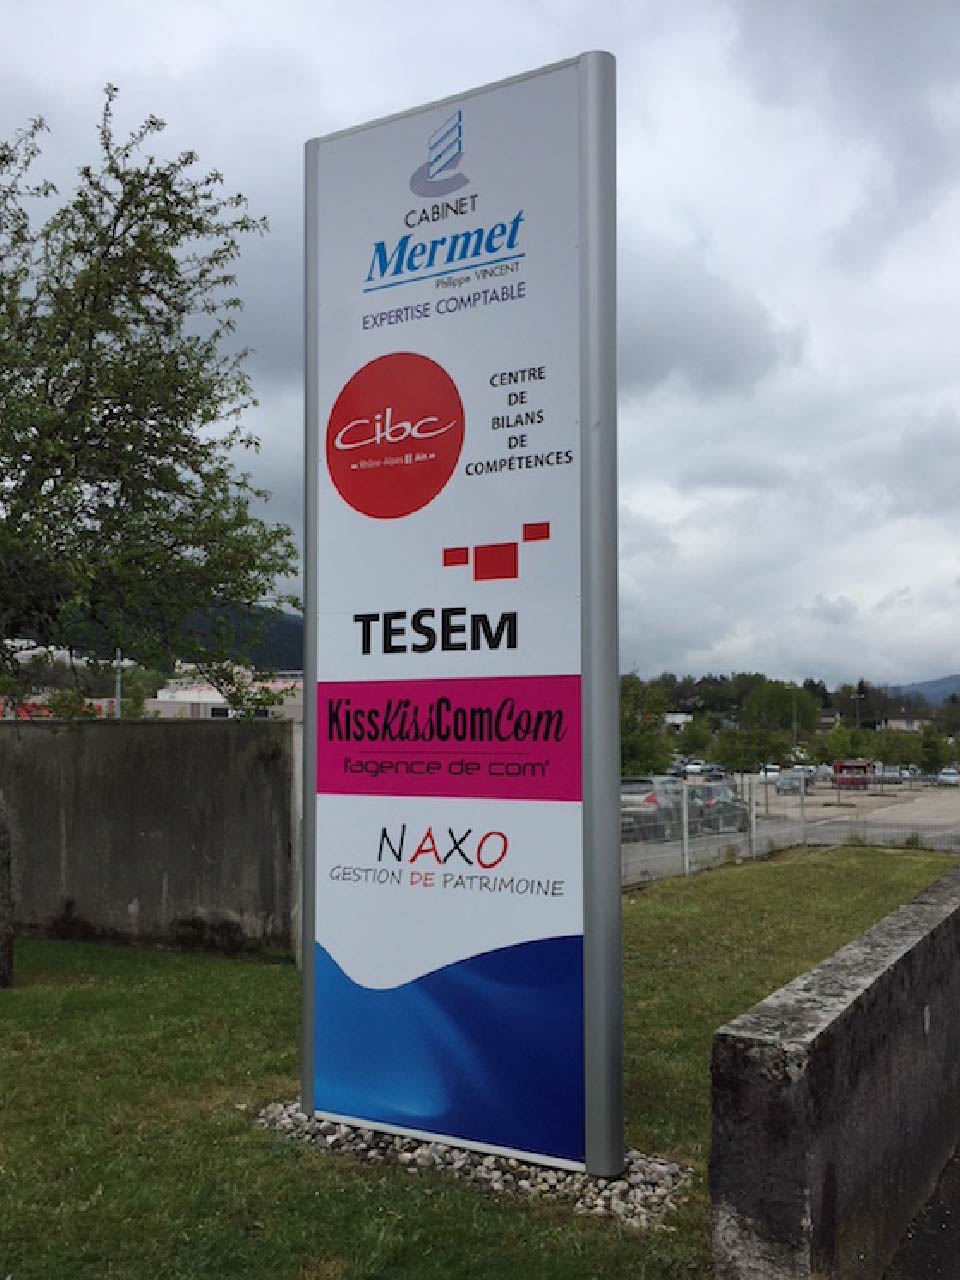 CABINET
Mermet
Philippe VINCENT
EXPERTISE COMPTABLE
cibc
Rhône-Alpes Ain
CENTRE
DE
BILANS
DE
COMPÉTENCES
TESEM
KissKissComCom
l'agence de com'
NAXO
GESTION DE PATRIMOINE